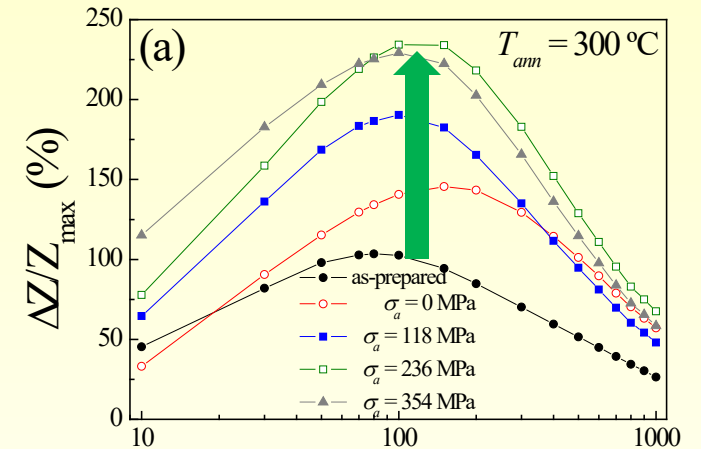 250
(a)
T_ann = 300 ºC
200
150
100
50
0
ΔZ/Z_max (%)
as-prepared
σ_a = 0 MPa
σ_a = 118 MPa
σ_a = 236 MPa
σ_a = 354 MPa
10 100 1000